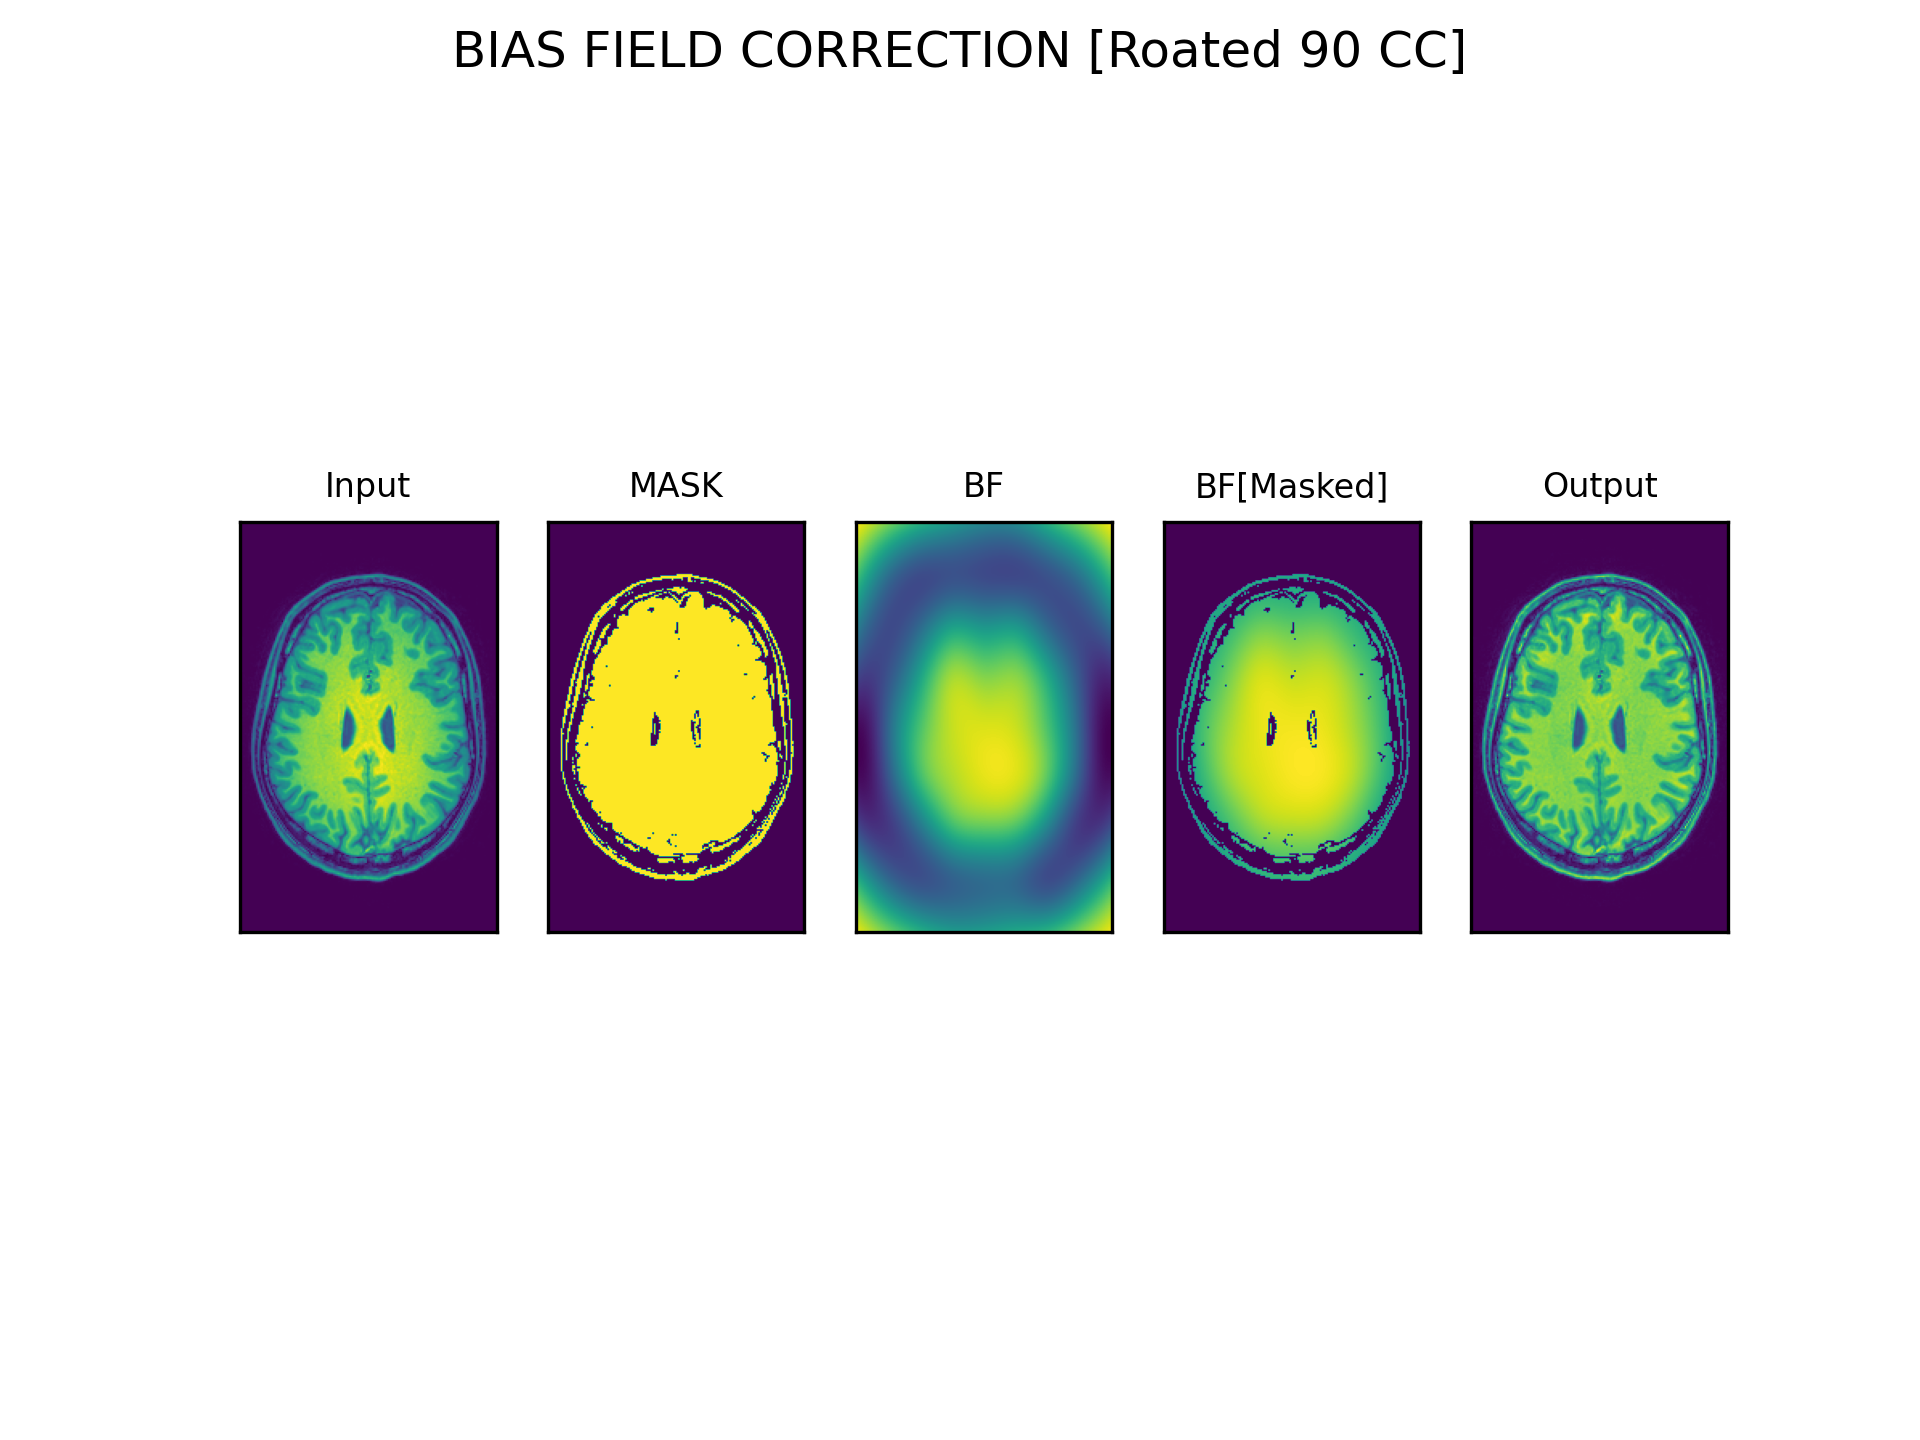 BIAS FIELD CORRECTION [Roated 90 CC]
Input
MASK
BF
BF[Masked]
Output